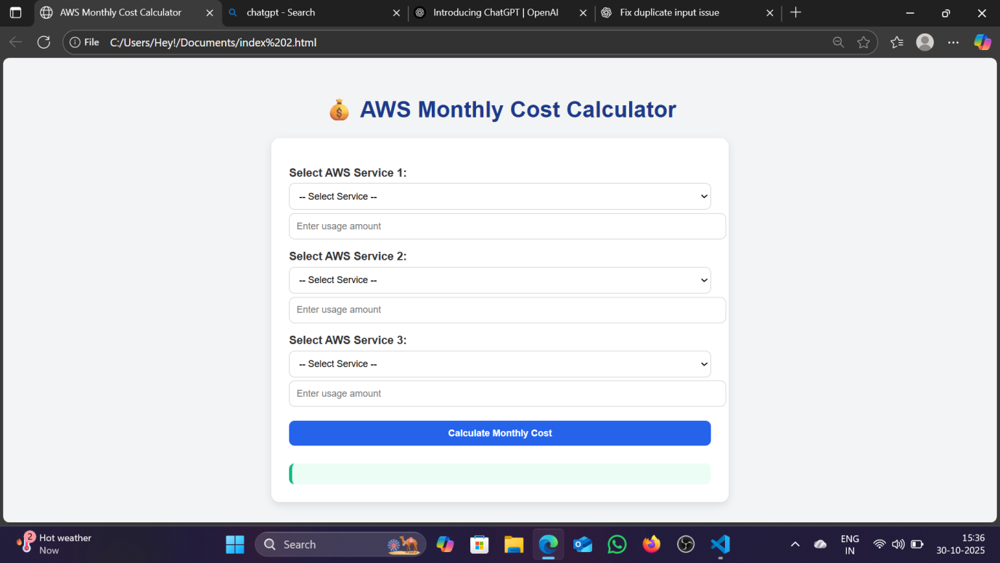 AWS Monthly Cost Calculator
chatgpt - Search
Introducing ChatGPT | OpenAI
Fix duplicate input issue
File C:/Users/Hey!/Documents/index%202.html
💰 AWS Monthly Cost Calculator
Select AWS Service 1:
-- Select Service --
Enter usage amount
Select AWS Service 2:
-- Select Service --
Enter usage amount
Select AWS Service 3:
-- Select Service --
Enter usage amount
Calculate Monthly Cost
2
Hot weather
Now
Search
ENG
IN
15:36
30-10-2025